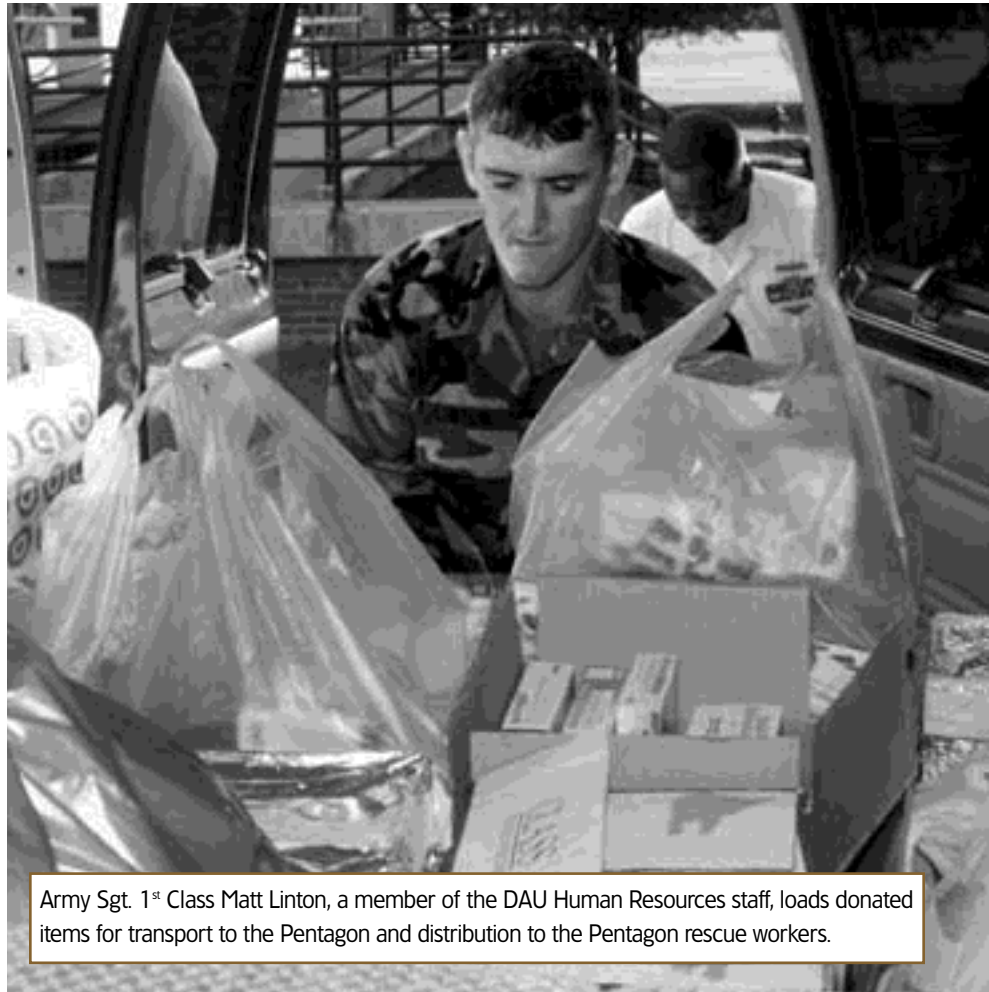 Army Sgt. 1st Class Matt Linton, a member of the DAU Human Resources staff, loads donated
items for transport to the Pentagon and distribution to the Pentagon rescue workers.